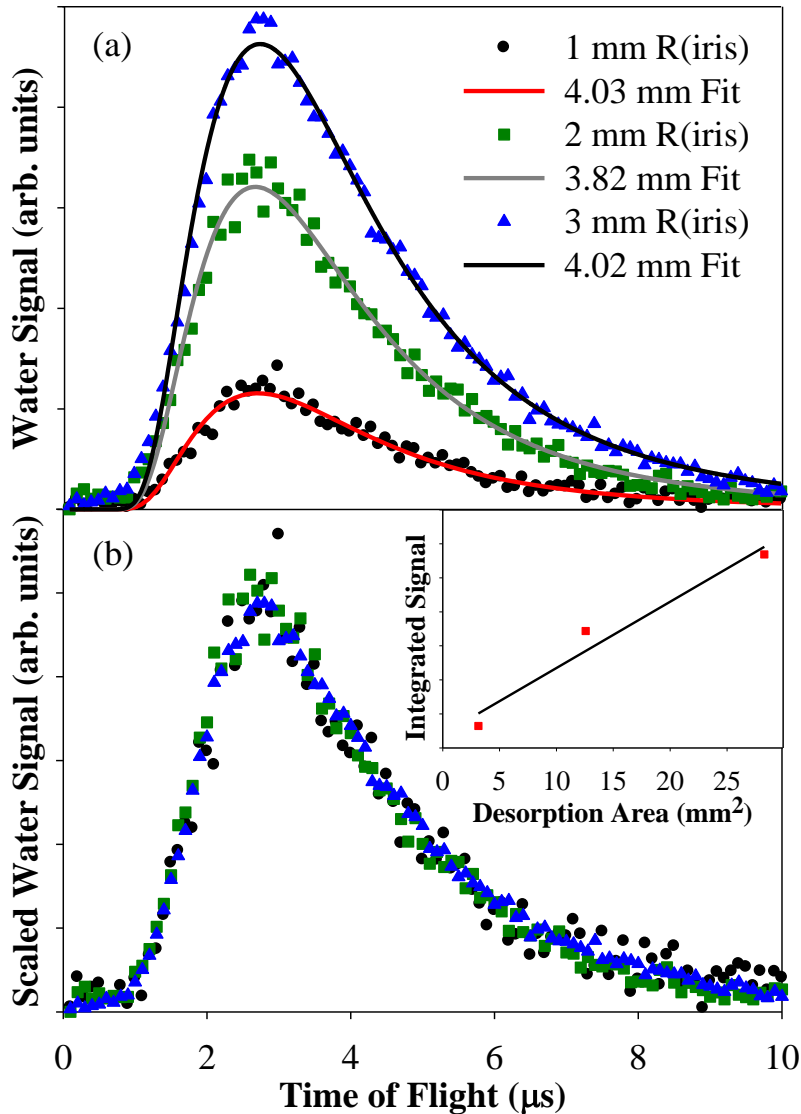 (a)
1 mm R(iris)
4.03 mm Fit
2 mm R(iris)
3.82 mm Fit
3 mm R(iris)
4.02 mm Fit
Water Signal (arb. units)
(b)
Scaled Water Signal (arb. units)
Integrated Signal
0 5 10 15 20 25
Desorption Area (mm²)
0 2 4 6 8 10
Time of Flight (μs)